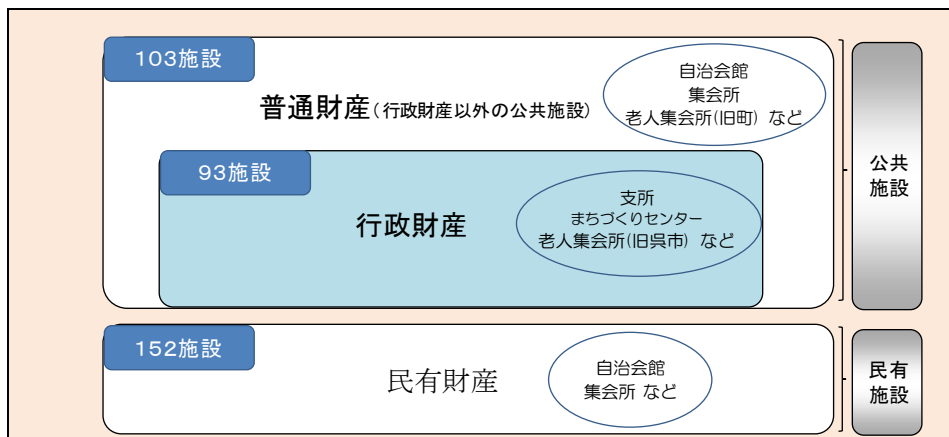 103施設
普通財産(行政財産以外の公共施設)
自治会館
集会所
老人集会所(旧町) など
93施設
行政財産
支所
まちづくりセンター
老人集会所(旧呉市) など
公共
施設
152施設
民有財産
自治会館
集会所 など
民有
施設